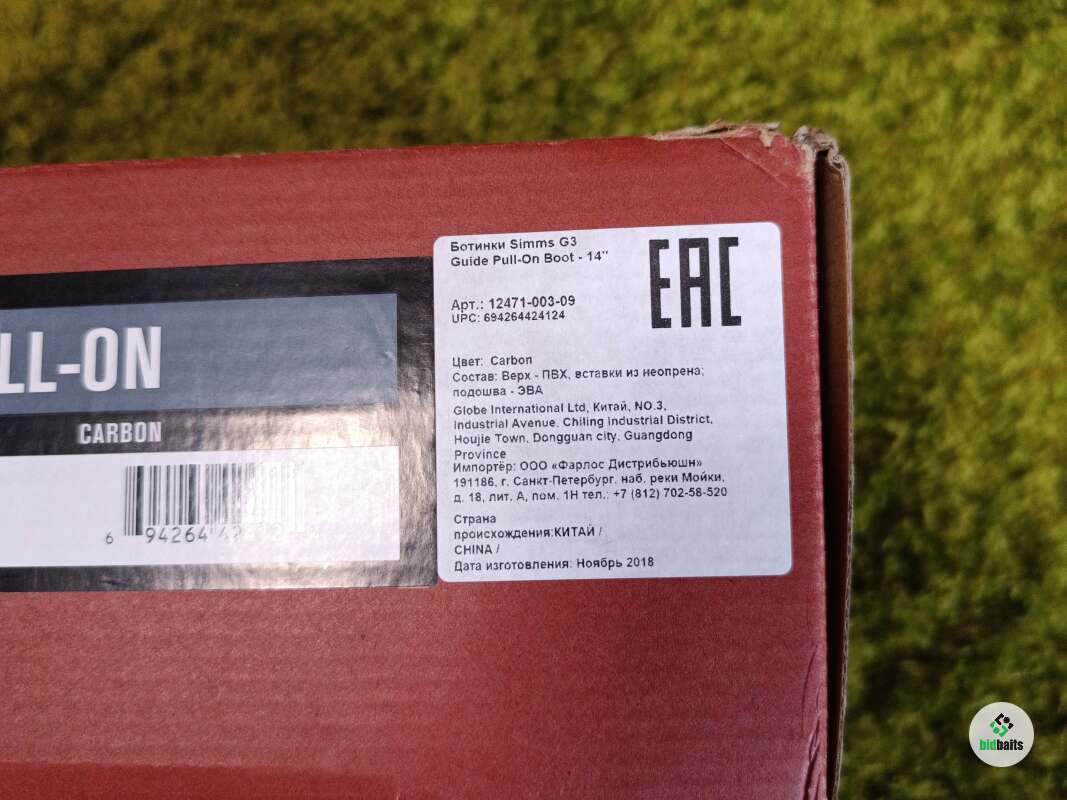 LL-ON
CARBON
6 94264 42
Ботинки Simms G3
Guide Pull-On Boot - 14"
EAC
Арт.: 12471-003-09
UPC: 694264424124
Цвет: Carbon
Состав: Верх - ПВХ, вставки из неопрена;
подошва - ЭВА
Globe International Ltd, Китай, NO.3,
Industrial Avenue. Chiling industrial District,
Houjie Town, Dongguan city, Guangdong
Province
Импортёр: ООО «Фарлос Дистрибьюшн»
191186, г. Санкт-Петербург. наб. реки Мойки,
д. 18, лит. А, пом. 1Н тел.: +7 (812) 702-58-520
Страна
происхождения:КИТАЙ /
CHINA /
Дата изготовления: Ноябрь 2018
bidbaits